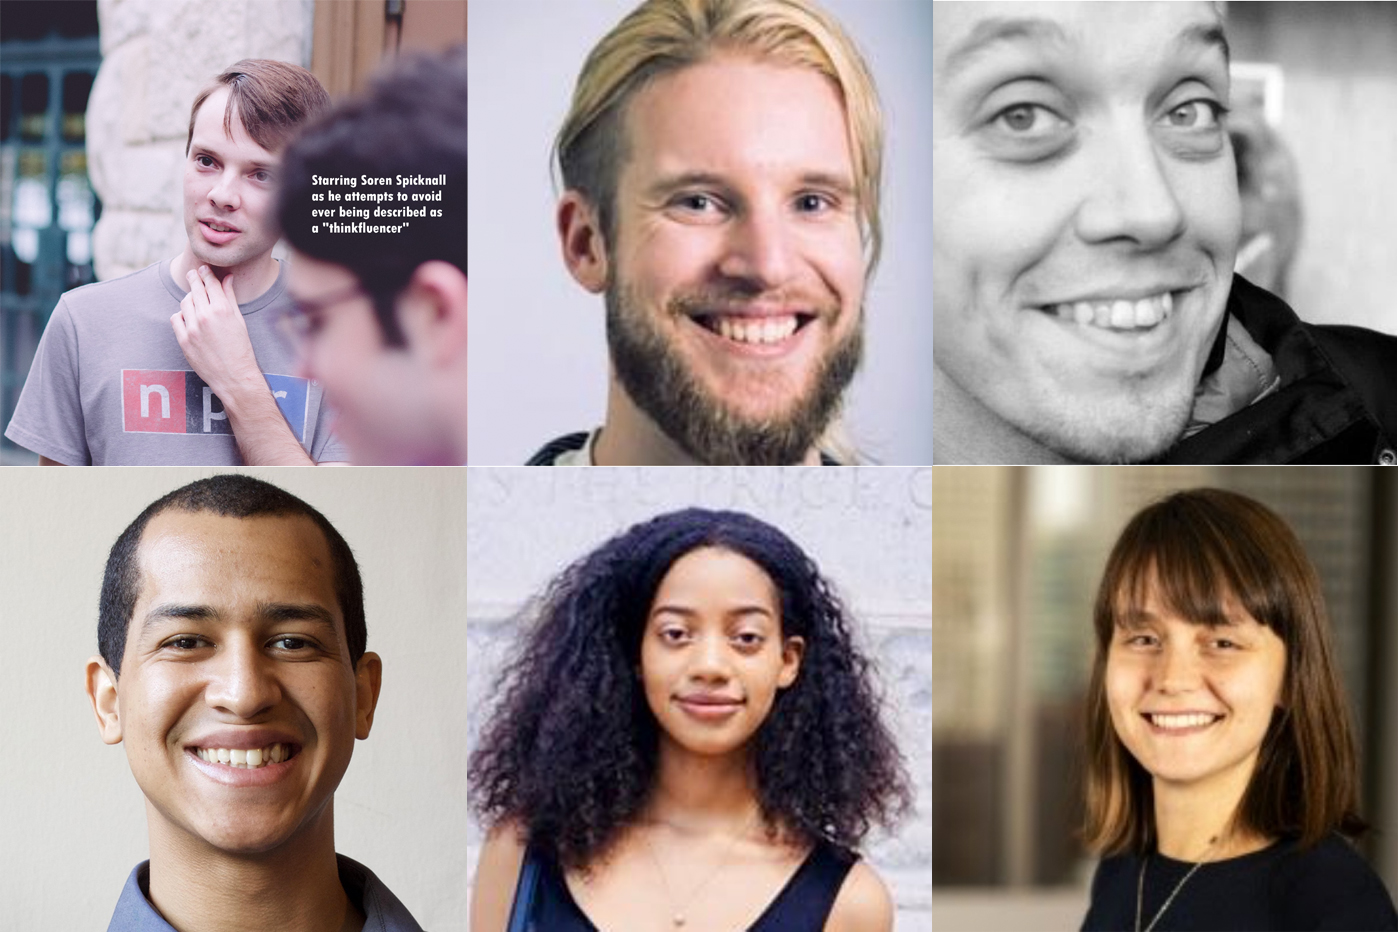 Starring Soren Spicknall
as he attempts to avoid
ever being described as
a "thinkfluencer"
n p r